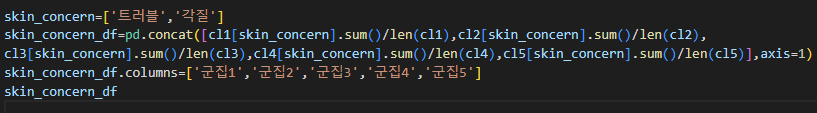 skin_concern=['트러블','각질']
skin_concern_df=pd.concat([cl1[skin_concern].sum()/len(cl1),cl2[skin_concern].sum()/len(cl2),
cl3[skin_concern].sum()/len(cl3),cl4[skin_concern].sum()/len(cl4),cl5[skin_concern].sum()/len(cl5)],axis=1)
skin_concern_df.columns=['군집1','군집2','군집3','군집4','군집5']
skin_concern_df